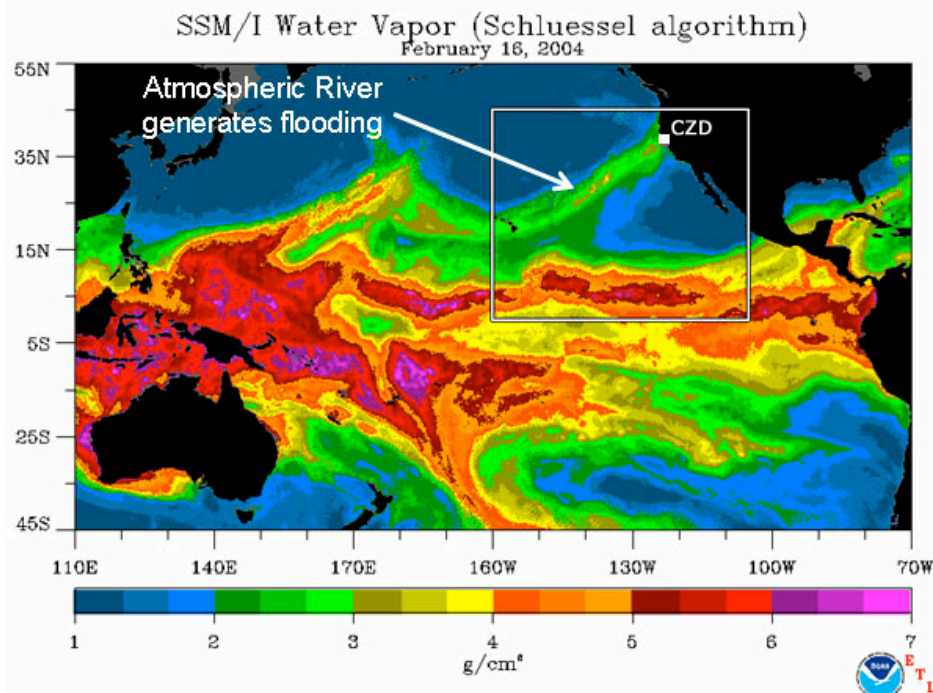 SSM/I Water Vapor (Schluessel algorithm)
February 16, 2004
55N
Atmospheric River
generates flooding
CZD
35N
15N
5S
25S
45S
110E 140E 170E 160W 130W 100W 70W
1 2 3 4 5 6 7
g/cm²
NOAA
E
T
L